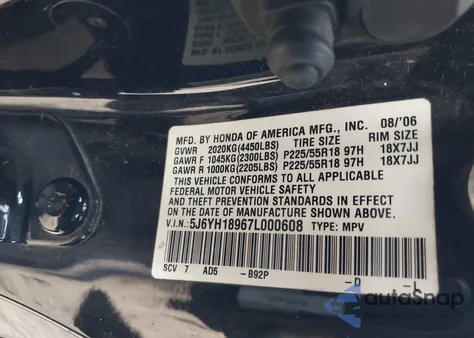 MFD. BY HONDA OF AMERICA MFG., INC. 08/'06
GVWR 2020KG(4450LBS) TIRE SIZE RIM SIZE
GAWR F 1045KG(2300LBS) P225/55R18 97H 18X7JJ
GAWR R 1000KG(2205LBS) P225/55R18 97H 18X7JJ
THIS VEHICLE CONFORMS TO ALL APPLICABLE
FEDERAL MOTOR VEHICLE SAFETY
AND THEFT PREVENTION STANDARDS IN EFFECT
ON THE DATE OF MANUFACTURE SHOWN ABOVE.
V.I.N.: 5J6YH18967L000608 TYPE: MPV
SCV 7 AD5 -B92P -D
autoSnap